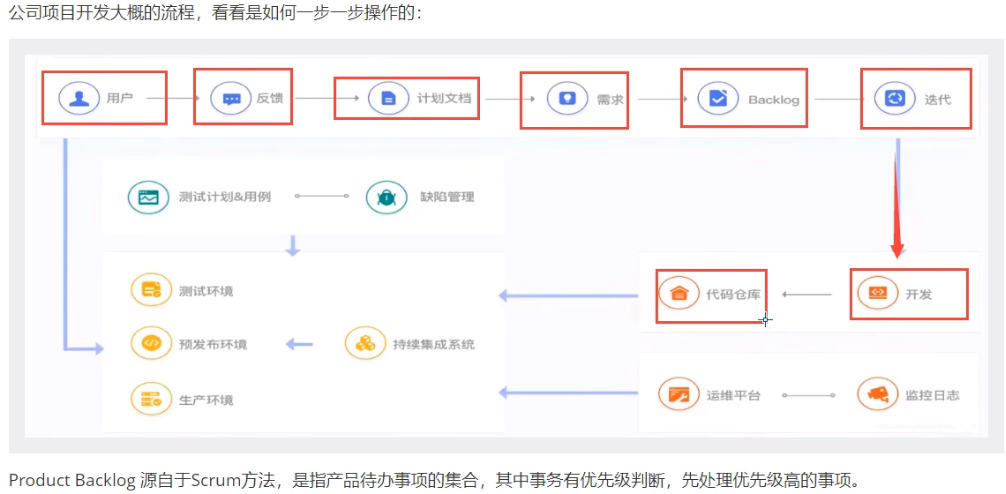 公司项目开发大概的流程，看看是如何一步一步操作的：
用户 反馈 计划文档 需求 Backlog 迭代
测试计划&用例 缺陷管理
测试环境 代码仓库 开发
预发布环境 持续集成系统
生产环境 运维平台 监控日志
Product Backlog 源自于Scrum方法，是指产品待办事项的集合，其中事务有优先级判断，先处理优先级高的事项。